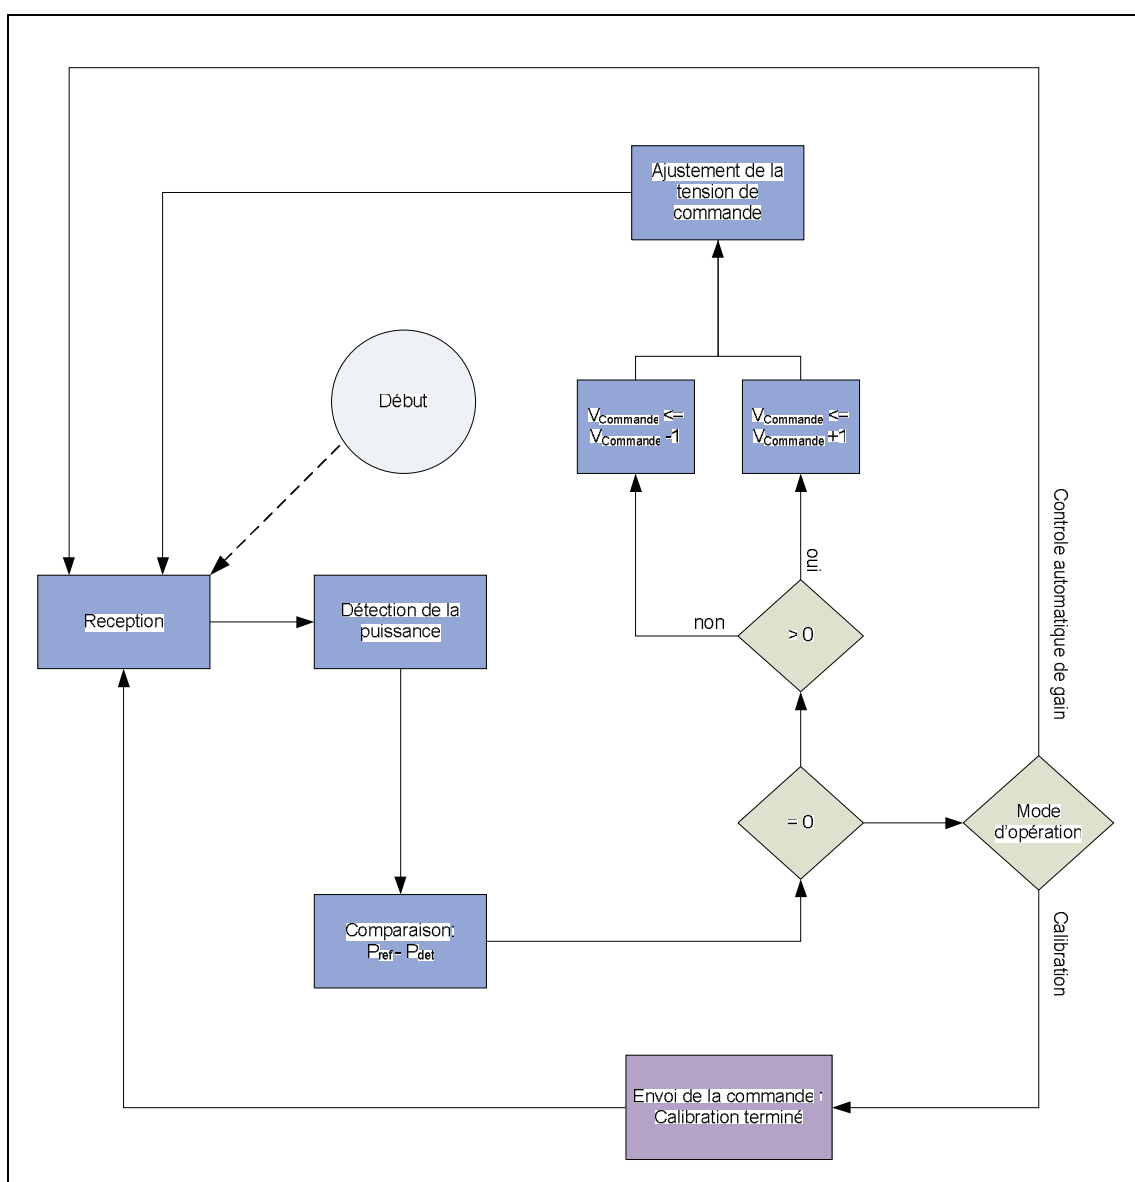 Ajustement de la
tension de
commande
Début
VCommande <=
VCommande -1
VCommande <=
VCommande +1
Controle automatique de gain
oui
Reception
Détection de la
puissance
non
> 0
= 0
Mode
d'opération
Comparaison:
Pref - Pdet
Calibration
Envoi de la commande :
Calibration terminé